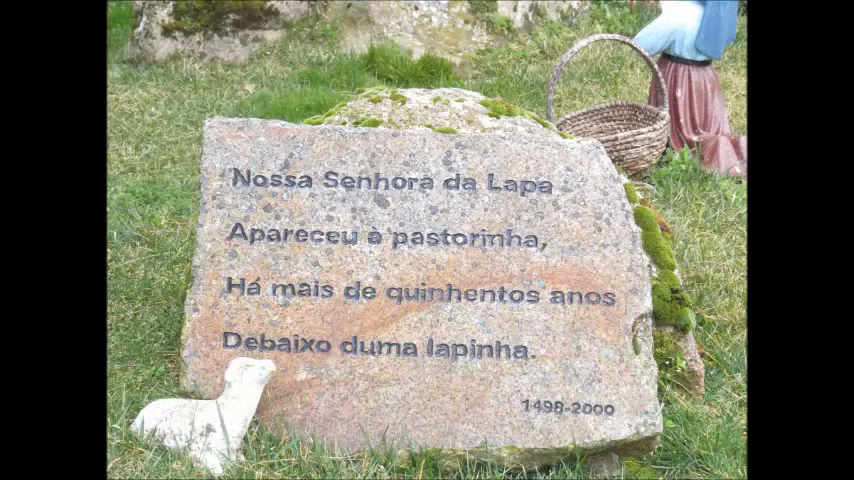 Nossa Senhora da Lapa
Apareceu à pastorinha,
Há mais de quinhentos anos
Debaixo duma lapinha.
1498-2000